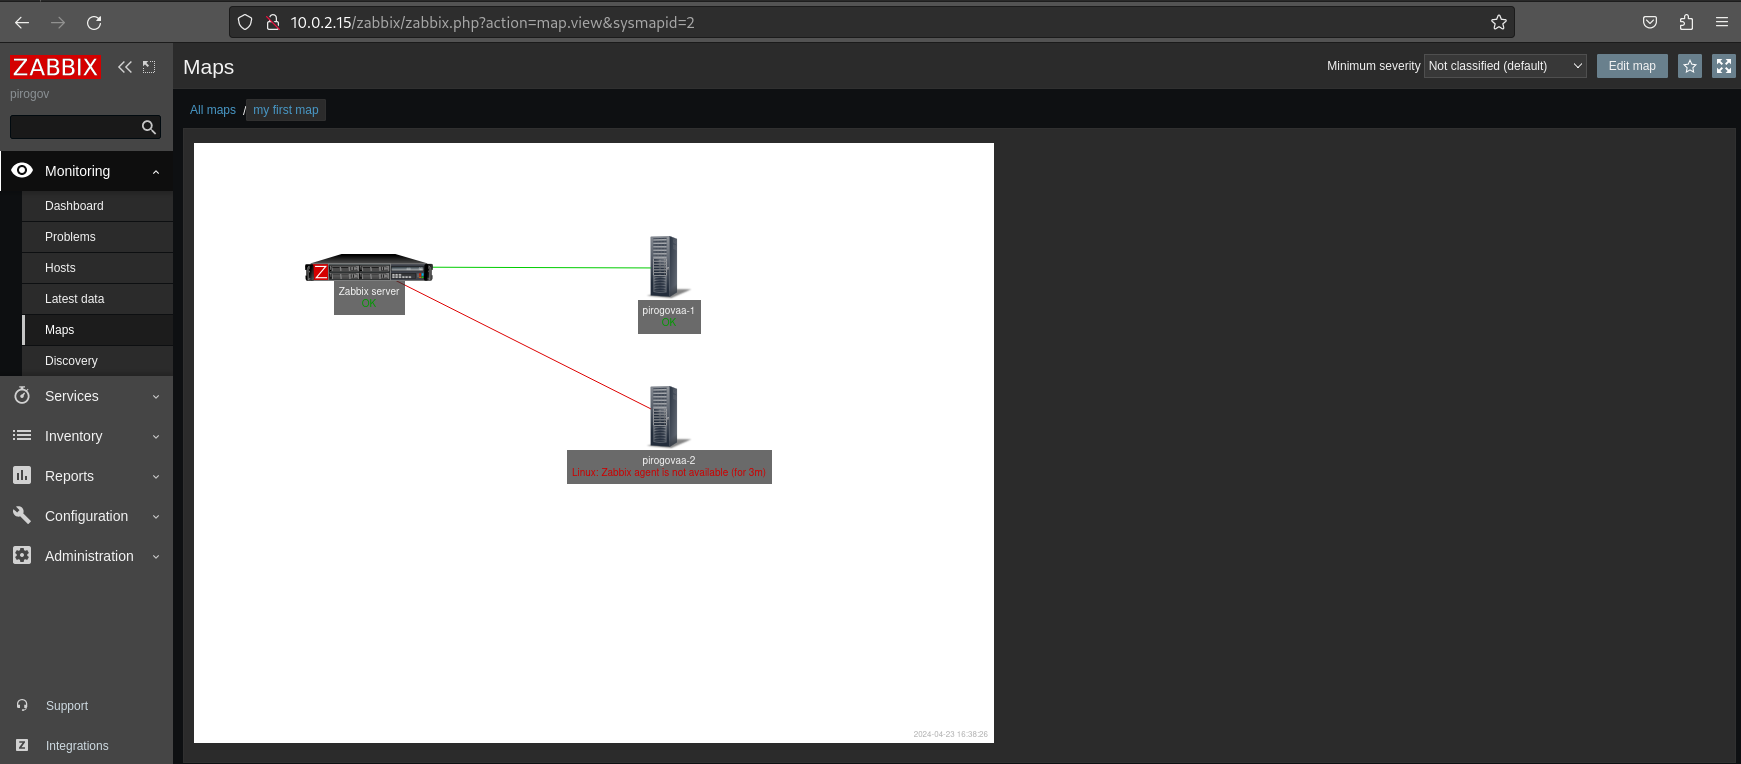 10.0.2.15/zabbix/zabbix.php?action=map.view&sysmapid=2
ZABBIX
pirogov
Monitoring
Dashboard
Problems
Hosts
Latest data
Maps
Discovery
Services
Inventory
Reports
Configuration
Administration
Support
Z Integrations
Maps
Minimum severity Not classified (default) Edit map
All maps / my first map
Z
Zabbix server
OK
pirogovaa-1
OK
pirogovaa-2
Linux: Zabbix agent is not available (for 3m)
2024-04-23 16:38:26